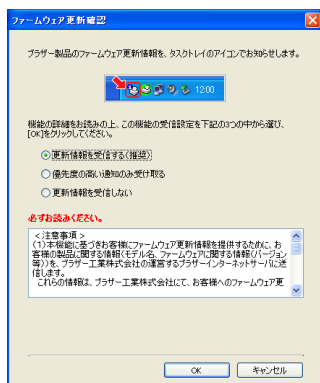 ファームウェア更新確認
ブラザー製品のファームウェア更新情報を、タスクトレイのアイコンでお知らせします。
12:00
機能の詳細をお読みの上、この機能の受信設定を下記の3つの中から選び、
[OK]をクリックしてください。
更新情報を受信する(推奨)
優先度の高い通知のみ受け取る
更新情報を受信しない
必ずお読みください。
<注意事項>
(1)本機能に基づきお客様にファームウェア更新情報を提供するために、お
客様の製品に関する情報(モデル名、ファームウェアに関する情報(バージョン
等))を、ブラザー工業株式会社の運営するブラザーインターネットサーバに送
信します。
これらの情報は、ブラザー工業株式会社にて、お客様へのファームウェア更
OK
キャンセル